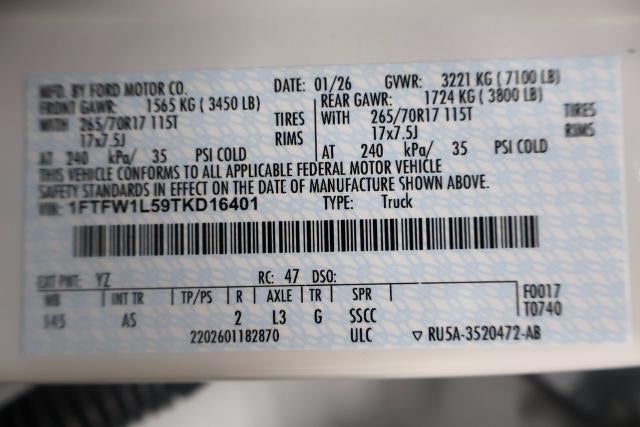 MFD. BY FORD MOTOR CO. DATE: 01/26 GVWR: 3221 KG ( 7100 LB)
FRONT GAWR: 1565 KG ( 3450 LB) REAR GAWR: 1724 KG ( 3800 LB)
WITH 265/70R17 115T TIRES WITH 265/70R17 115T TIRES
17x7.5J RIMS 17x7.5J RIMS
AT 240 kPa/ 35 PSI COLD AT 240 kPa/ 35 PSI COLD
THIS VEHICLE CONFORMS TO ALL APPLICABLE FEDERAL MOTOR VEHICLE
SAFETY STANDARDS IN EFFECT ON THE DATE OF MANUFACTURE SHOWN ABOVE.
VIN: 1FTFW1L59TKD16401 TYPE: Truck
EXT PNT: YZ RC: 47 DSO:
WB INT TR TP/PS R AXLE TR SPR F0017
145 AS 2 L3 G SSCC T0740
2202601182870 ULC ▽ RU5A-3520472-AB